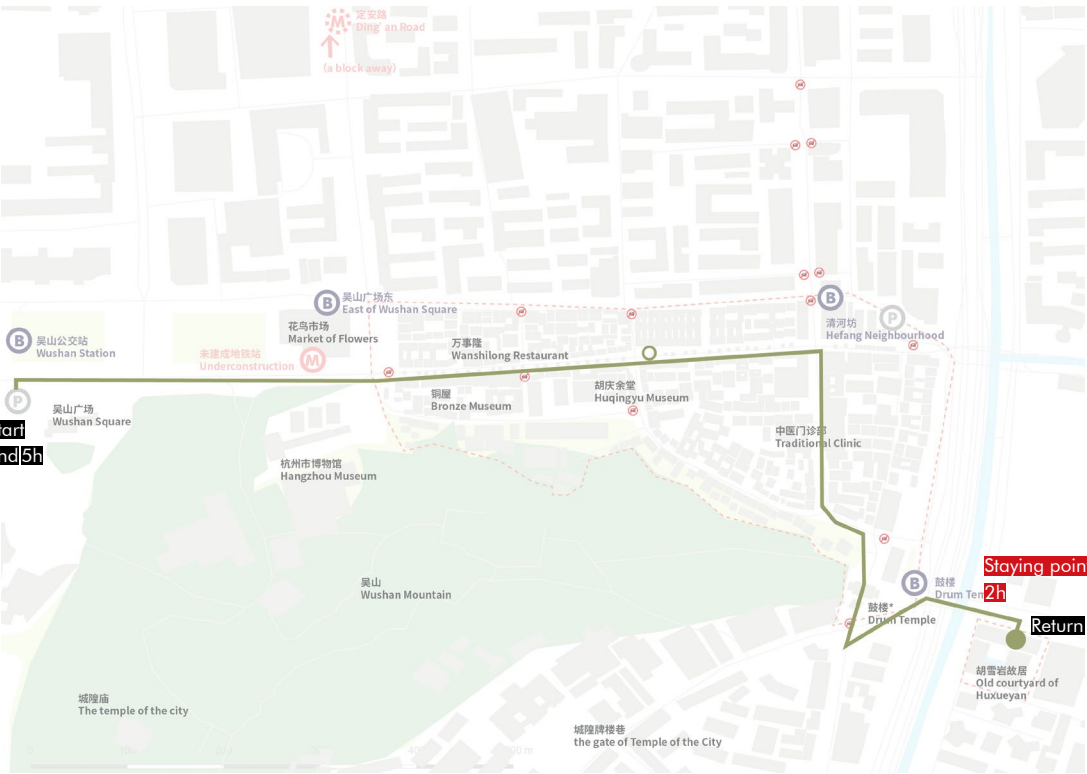 定安路
Ding' an Road
(a block away)
吴山广场东
East of Wushan Square
B
B
清河坊
Hefang Neighbourhood
P
花鸟市场
Market of Flowers
B
吴山公交站
Wushan Station
未建成地铁站
Underconstruction
万事隆
Wanshilong Restaurant
P
吴山广场
Wushan Square
铜屋
Bronze Museum
胡庆余堂
Huqingyu Museum
tart
nd 5h
中医门诊部
Traditional Clinic
杭州市博物馆
Hangzhou Museum
吴山
Wushan Mountain
B
鼓楼
Drum Ten
Staying poin
2h
鼓楼*
Drum Temple
Return
胡雪岩故居
Old courtyard of
Huxueyan
城隍庙
The temple of the city
城隍牌楼巷
the gate of Temple of the City